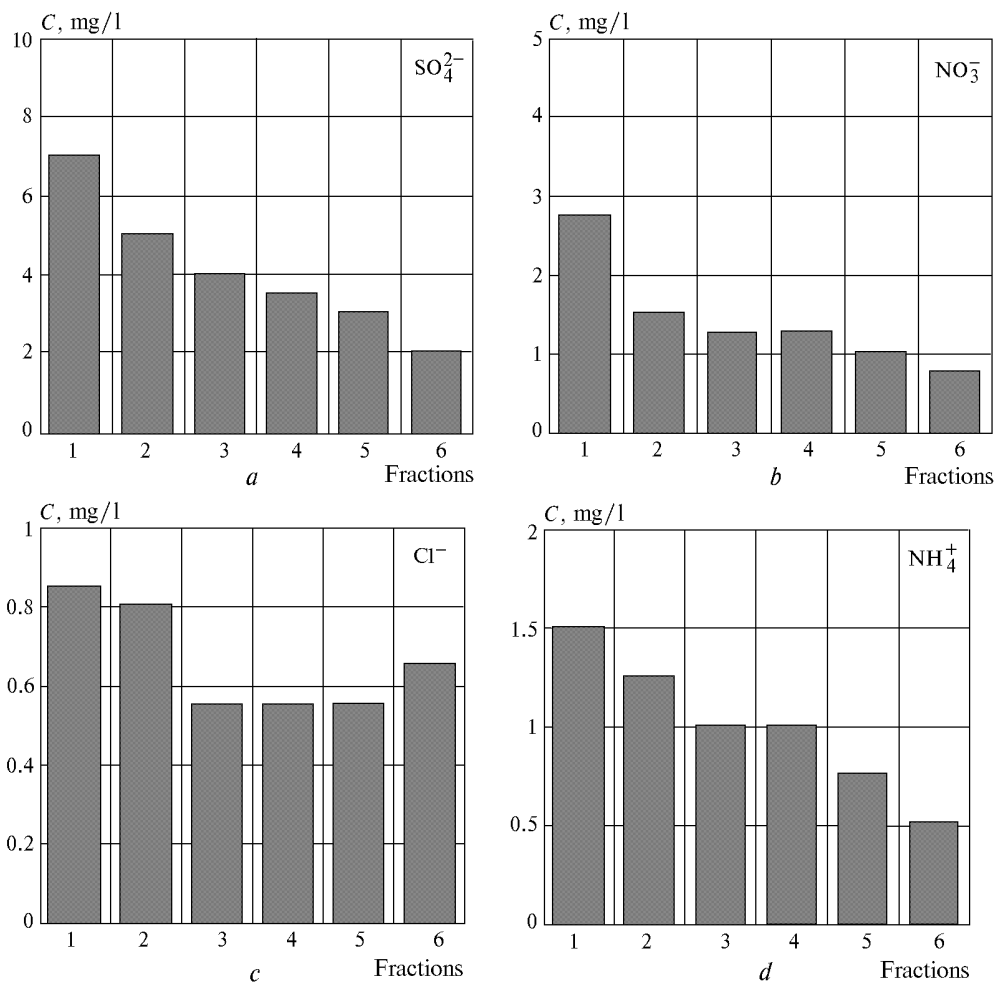 C, mg/l
10
8
6
4
2
0
SO₄²⁻
1 2 3 4 5 6
Fractions
a
C, mg/l
5
4
3
2
1
0
NO₃⁻
1 2 3 4 5 6
Fractions
b
C, mg/l
1
0.8
0.6
0.4
0.2
0
Cl⁻
1 2 3 4 5 6
Fractions
c
C, mg/l
2
1.5
1
0.5
0
NH₄⁺
1 2 3 4 5 6
Fractions
d